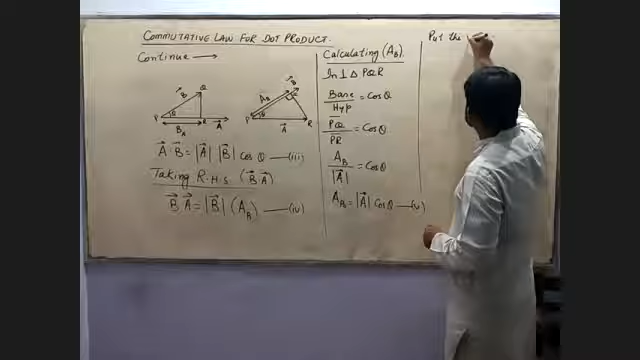 COMMUTATIVE LAW FOR DOT PRODUCT.
Continue ⟶
P Q R θ B⃗ B_A A⃗
P Q R θ B⃗ A_B A⃗
A⃗ · B⃗ = |A⃗| |B⃗| cos θ —(iii)
Taking R.H.S. (B⃗ A⃗)
B⃗ A⃗ = |B⃗| (A_B) —(iv)
Calculating (A_B).
In ⊥ Δ PQR
Base/Hyp = cos θ
PQ/PR = cos θ
A_B/|A⃗| = cos θ
A_B = |A⃗| cos θ —(v)
Put the